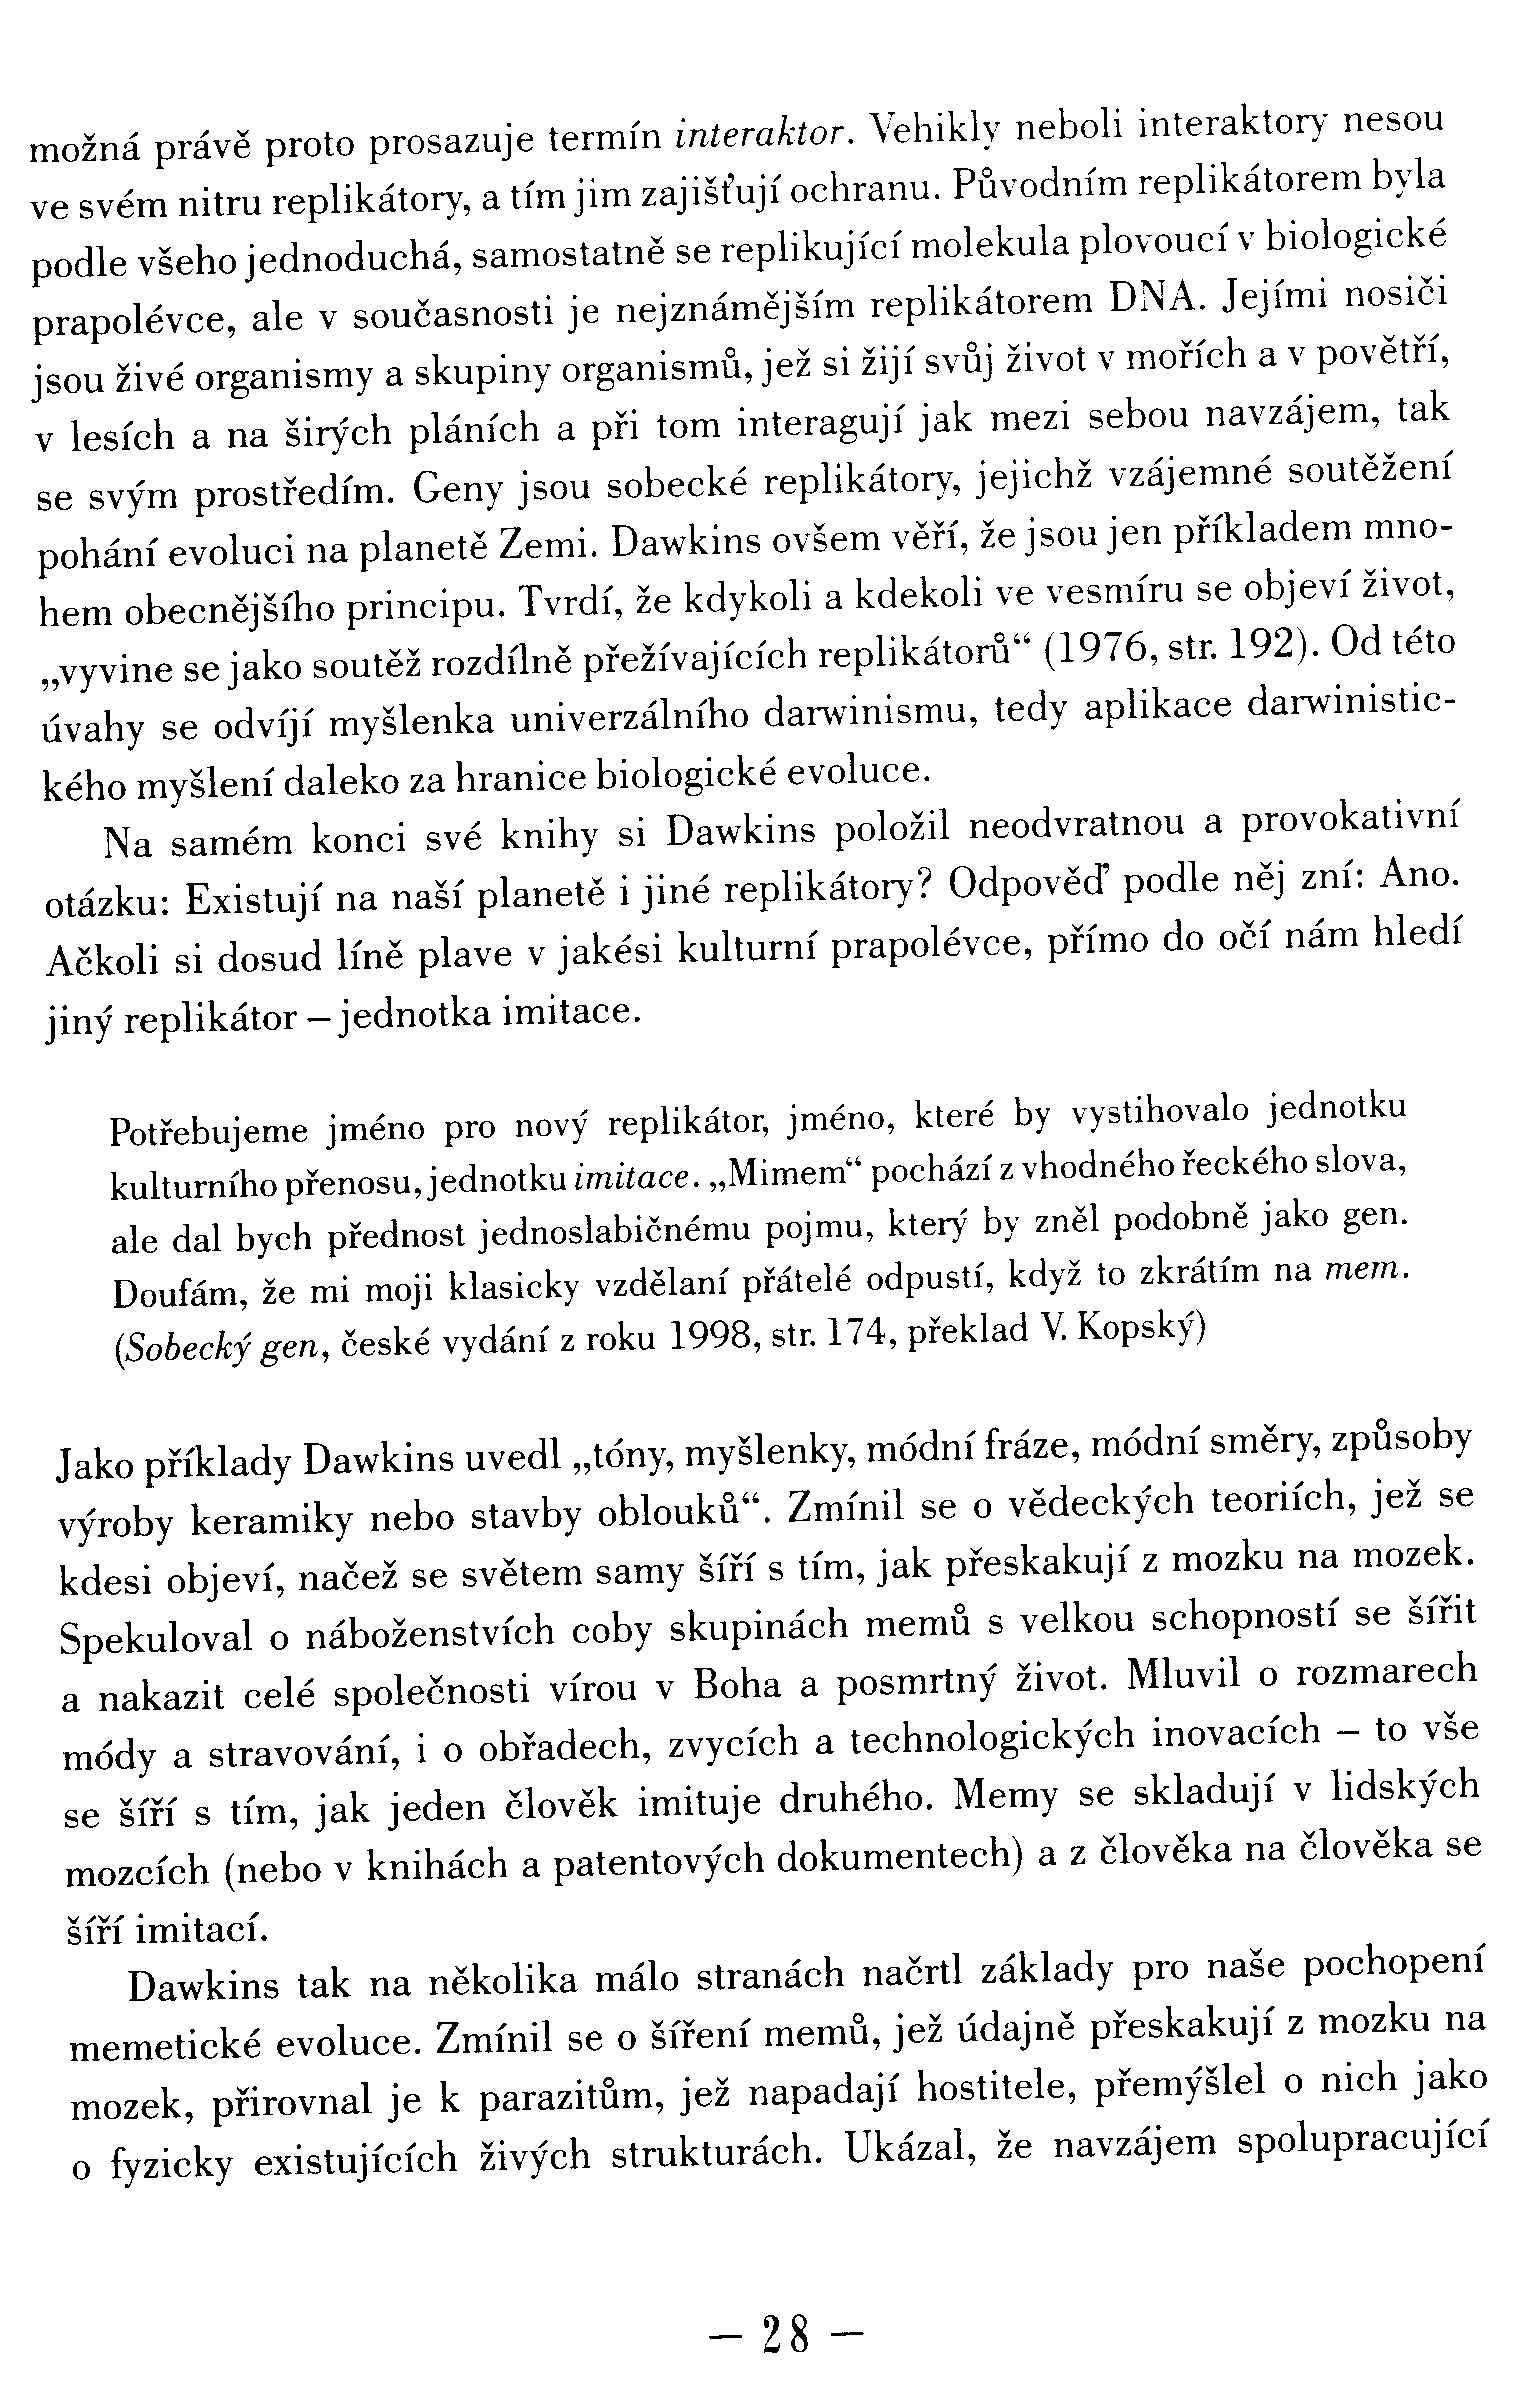 možná právě proto prosazuje termín interaktor. Vehikly neboli interaktory nesou
ve svém nitru replikátory, a tím jim zajišťují ochranu. Původním replikátorem byla
podle všeho jednoduchá, samostatně se replikující molekula plovoucí v biologické
prapolévce, ale v současnosti je nejznámějším replikátorem DNA. Jejími nosiči
jsou živé organismy a skupiny organismů, jež si žijí svůj život v mořích a v povětří,
v lesích a na širých pláních a při tom interagují jak mezi sebou navzájem, tak
se svým prostředím. Geny jsou sobecké replikátory, jejichž vzájemné soutěžení
pohání evoluci na planetě Zemi. Dawkins ovšem věří, že jsou jen příkladem mno-
hem obecnějšího principu. Tvrdí, že kdykoli a kdekoli ve vesmíru se objeví život,
„vyvine se jako soutěž rozdílně přežívajících replikátorů“ (1976, str. 192). Od této
úvahy se odvíjí myšlenka univerzálního darwinismu, tedy aplikace darwinistic-
kého myšlení daleko za hranice biologické evoluce.
Na samém konci své knihy si Dawkins položil neodvratnou a provokativní
otázku: Existují na naší planetě i jiné replikátory? Odpověď podle něj zní: Ano.
Ačkoli si dosud líně plave v jakési kulturní prapolévce, přímo do očí nám hledí
jiný replikátor – jednotka imitace.
Potřebujeme jméno pro nový replikátor, jméno, které by vystihovalo jednotku
kulturního přenosu, jednotku imitace. „Mimem“ pochází z vhodného řeckého slova,
ale dal bych přednost jednoslabičnému pojmu, který by zněl podobně jako gen.
Doufám, že mi moji klasicky vzdělaní přátelé odpustí, když to zkrátím na mem.
(Sobecký gen, české vydání z roku 1998, str. 174, překlad V. Kopský)
Jako příklady Dawkins uvedl „tóny, myšlenky, módní fráze, módní směry, způsoby
výroby keramiky nebo stavby oblouků“. Zmínil se o vědeckých teoriích, jež se
kdesi objeví, načež se světem samy šíří s tím, jak přeskakují z mozku na mozek.
Spekuloval o náboženstvích coby skupinách memů s velkou schopností se šířit
a nakazit celé společnosti vírou v Boha a posmrtný život. Mluvil o rozmarech
módy a stravování, i o obřadech, zvycích a technologických inovacích – to vše
se šíří s tím, jak jeden člověk imituje druhého. Memy se skladují v lidských
mozcích (nebo v knihách a patentových dokumentech) a z člověka na člověka se
šíří imitací.
Dawkins tak na několika málo stranách načrtl základy pro naše pochopení
memetické evoluce. Zmínil se o šíření memů, jež údajně přeskakují z mozku na
mozek, přirovnal je k parazitům, jež napadají hostitele, přemýšlel o nich jako
o fyzicky existujících živých strukturách. Ukázal, že navzájem spolupracující
– 28 –